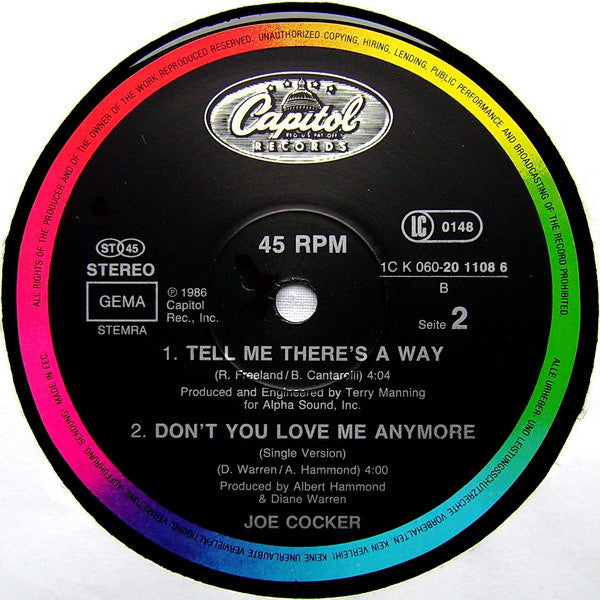 ALL RIGHTS OF THE PRODUCER AND OF THE OWNER OF THE WORK REPRODUCED RESERVED. UNAUTHORIZED COPYING, HIRING, LENDING, PUBLIC PERFORMANCE AND BROADCASTING OF THE RECORD PROHIBITED.
Capitol
REG. U.S. PAT. OFF.
RECORDS
ST 45
STEREO
GEMA
STEMRA
45 RPM
LC 0148
1C K 060-20 1108 6
B
Seite 2
℗ 1986
Capitol
Rec., Inc.
1. TELL ME THERE'S A WAY
(R. Freeland/B. Cantarelli) 4:04
Produced and Engineered by Terry Manning
for Alpha Sound, Inc.
2. DON'T YOU LOVE ME ANYMORE
(Single Version)
(D. Warren/A. Hammond) 4:00
Produced by Albert Hammond
& Diane Warren
JOE COCKER
ALLE URHEBER- UND LEISTUNGSSCHUTZRECHTE VORBEHALTEN. KEIN VERLEIH! KEINE UNERLAUBTE VERVIELFÄLTIGUNG, VERMIETUNG, AUFFÜHRUNG, SENDUNG! MADE IN EEC.